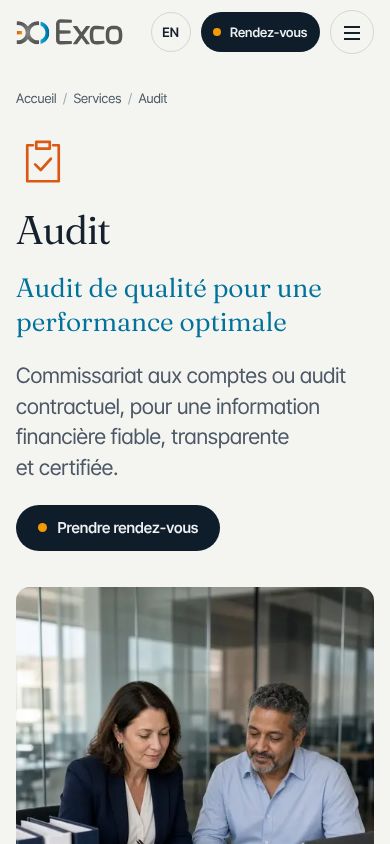 Exco
EN
Rendez-vous
Accueil / Services / Audit
Audit
Audit de qualité pour une
performance optimale
Commissariat aux comptes ou audit
contractuel, pour une information
financière fiable, transparente
et certifiée.
Prendre rendez-vous